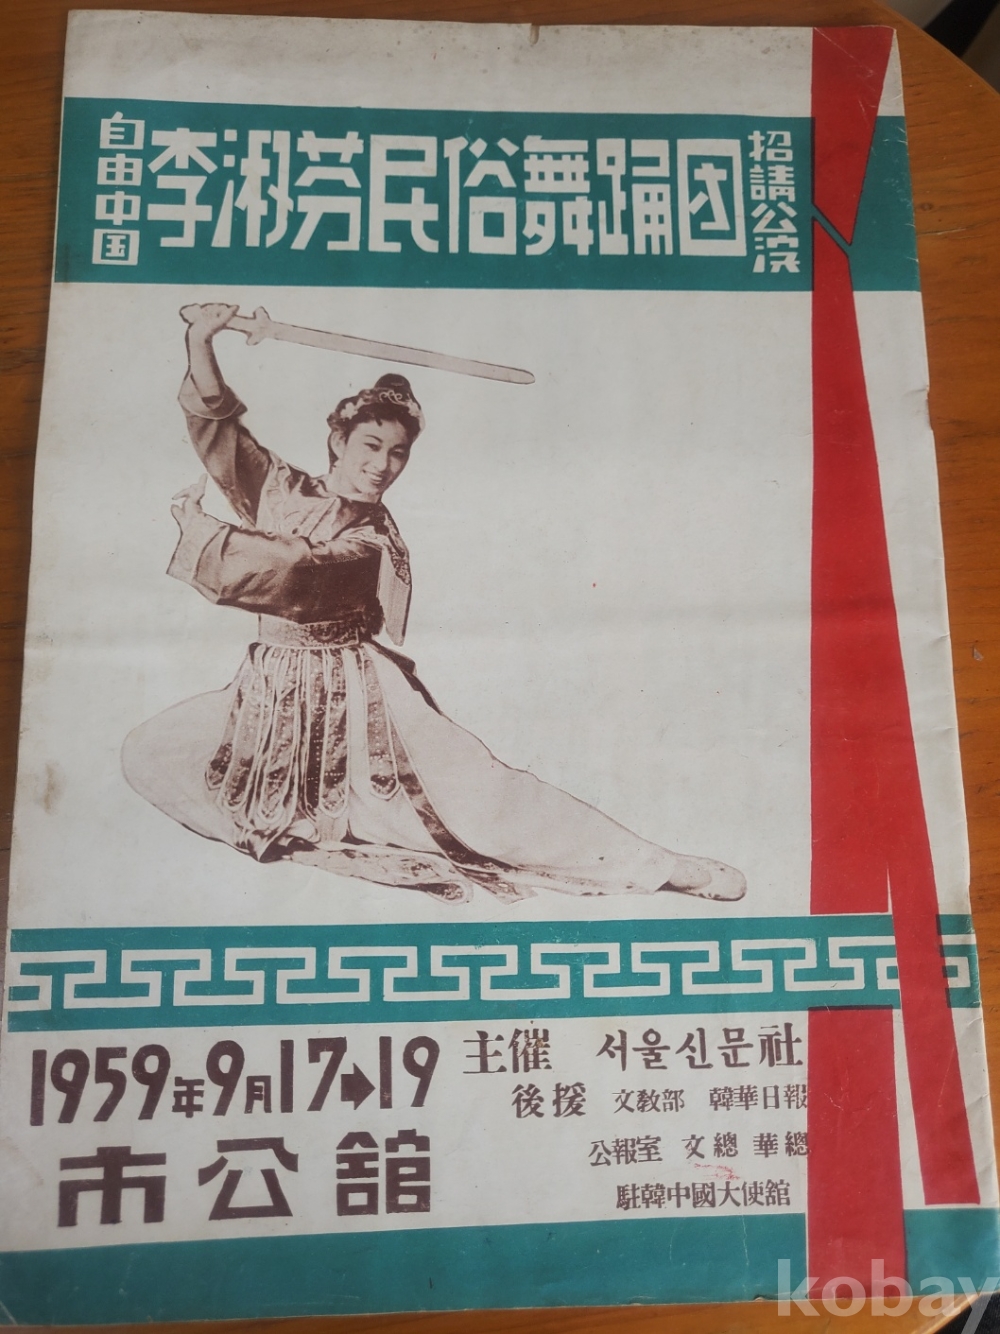 自由中国
李淑芬民俗舞踊団
招請公演
1959年9月17➡19
市公舘
主催 서울신문社
後援 文敎部 韓華日報
公報室 文總 華總
駐韓中國大使舘
kobay